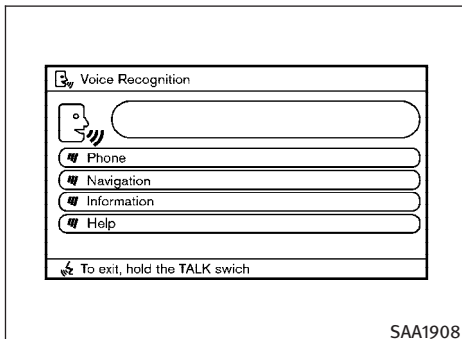 Voice Recognition
Phone
Navigation
Information
Help
To exit, hold the TALK swich
SAA1908